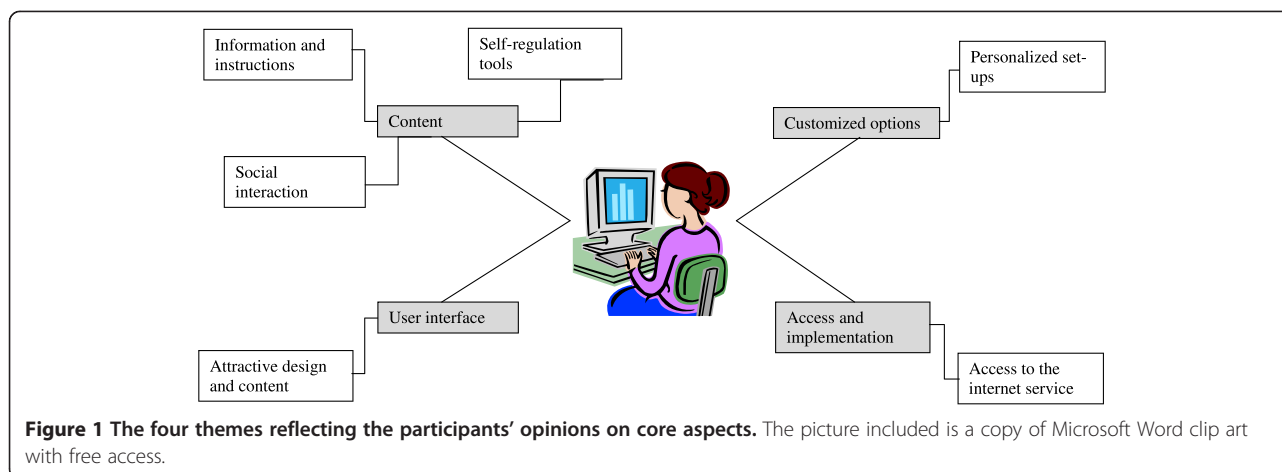 Information and
instructions
Self-regulation
tools
Personalized set-
ups
Content
Customized options
Social
interaction
User interface
Access and
implementation
Attractive design
and content
Access to the
internet service
Figure 1 The four themes reflecting the participants’ opinions on core aspects. The picture included is a copy of Microsoft Word clip art
with free access.